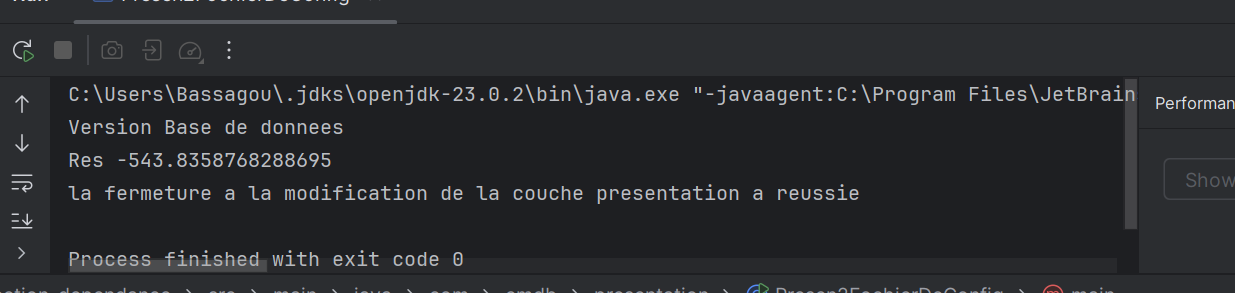 C:\Users\Bassagou\.jdks\openjdk-23.0.2\bin\java.exe "-javaagent:C:\Program Files\JetBrain
Performan
Version Base de donnees
Res -543.8358768288695
Show
la fermeture a la modification de la couche presentation a reussie
Process finished with exit code 0